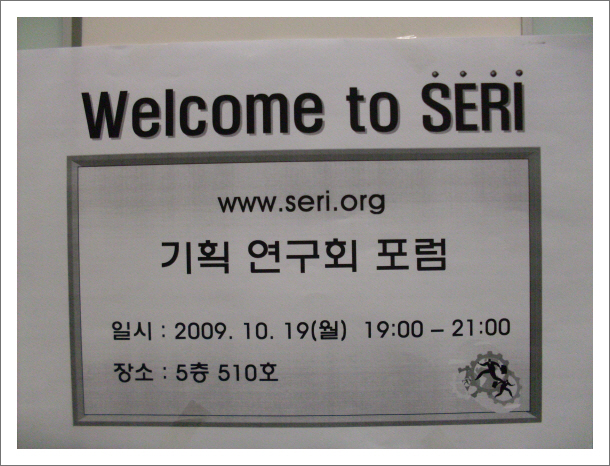 Welcome to SERI
www.seri.org
기획 연구회 포럼
일시 : 2009. 10. 19(월) 19:00 – 21:00
장소 : 5층 510호